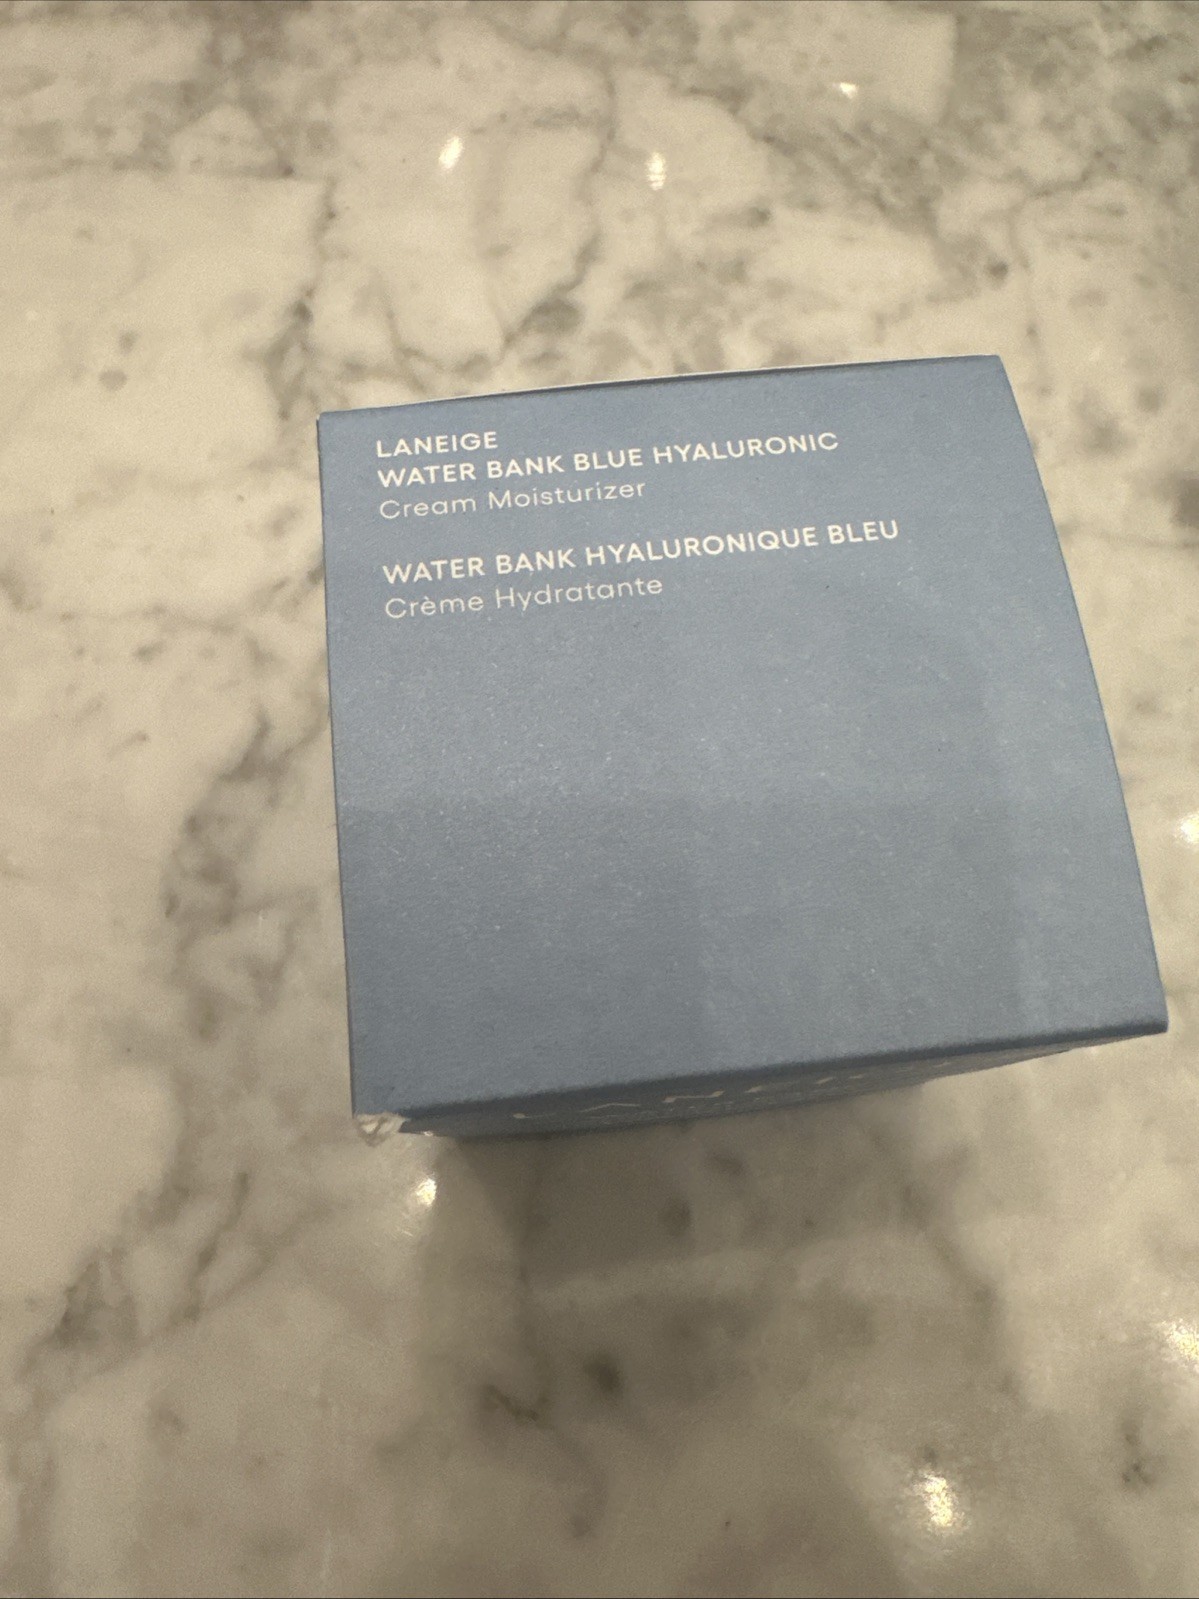 LANEIGE
WATER BANK BLUE HYALURONIC
Cream Moisturizer
WATER BANK HYALURONIQUE BLEU
Crème Hydratante